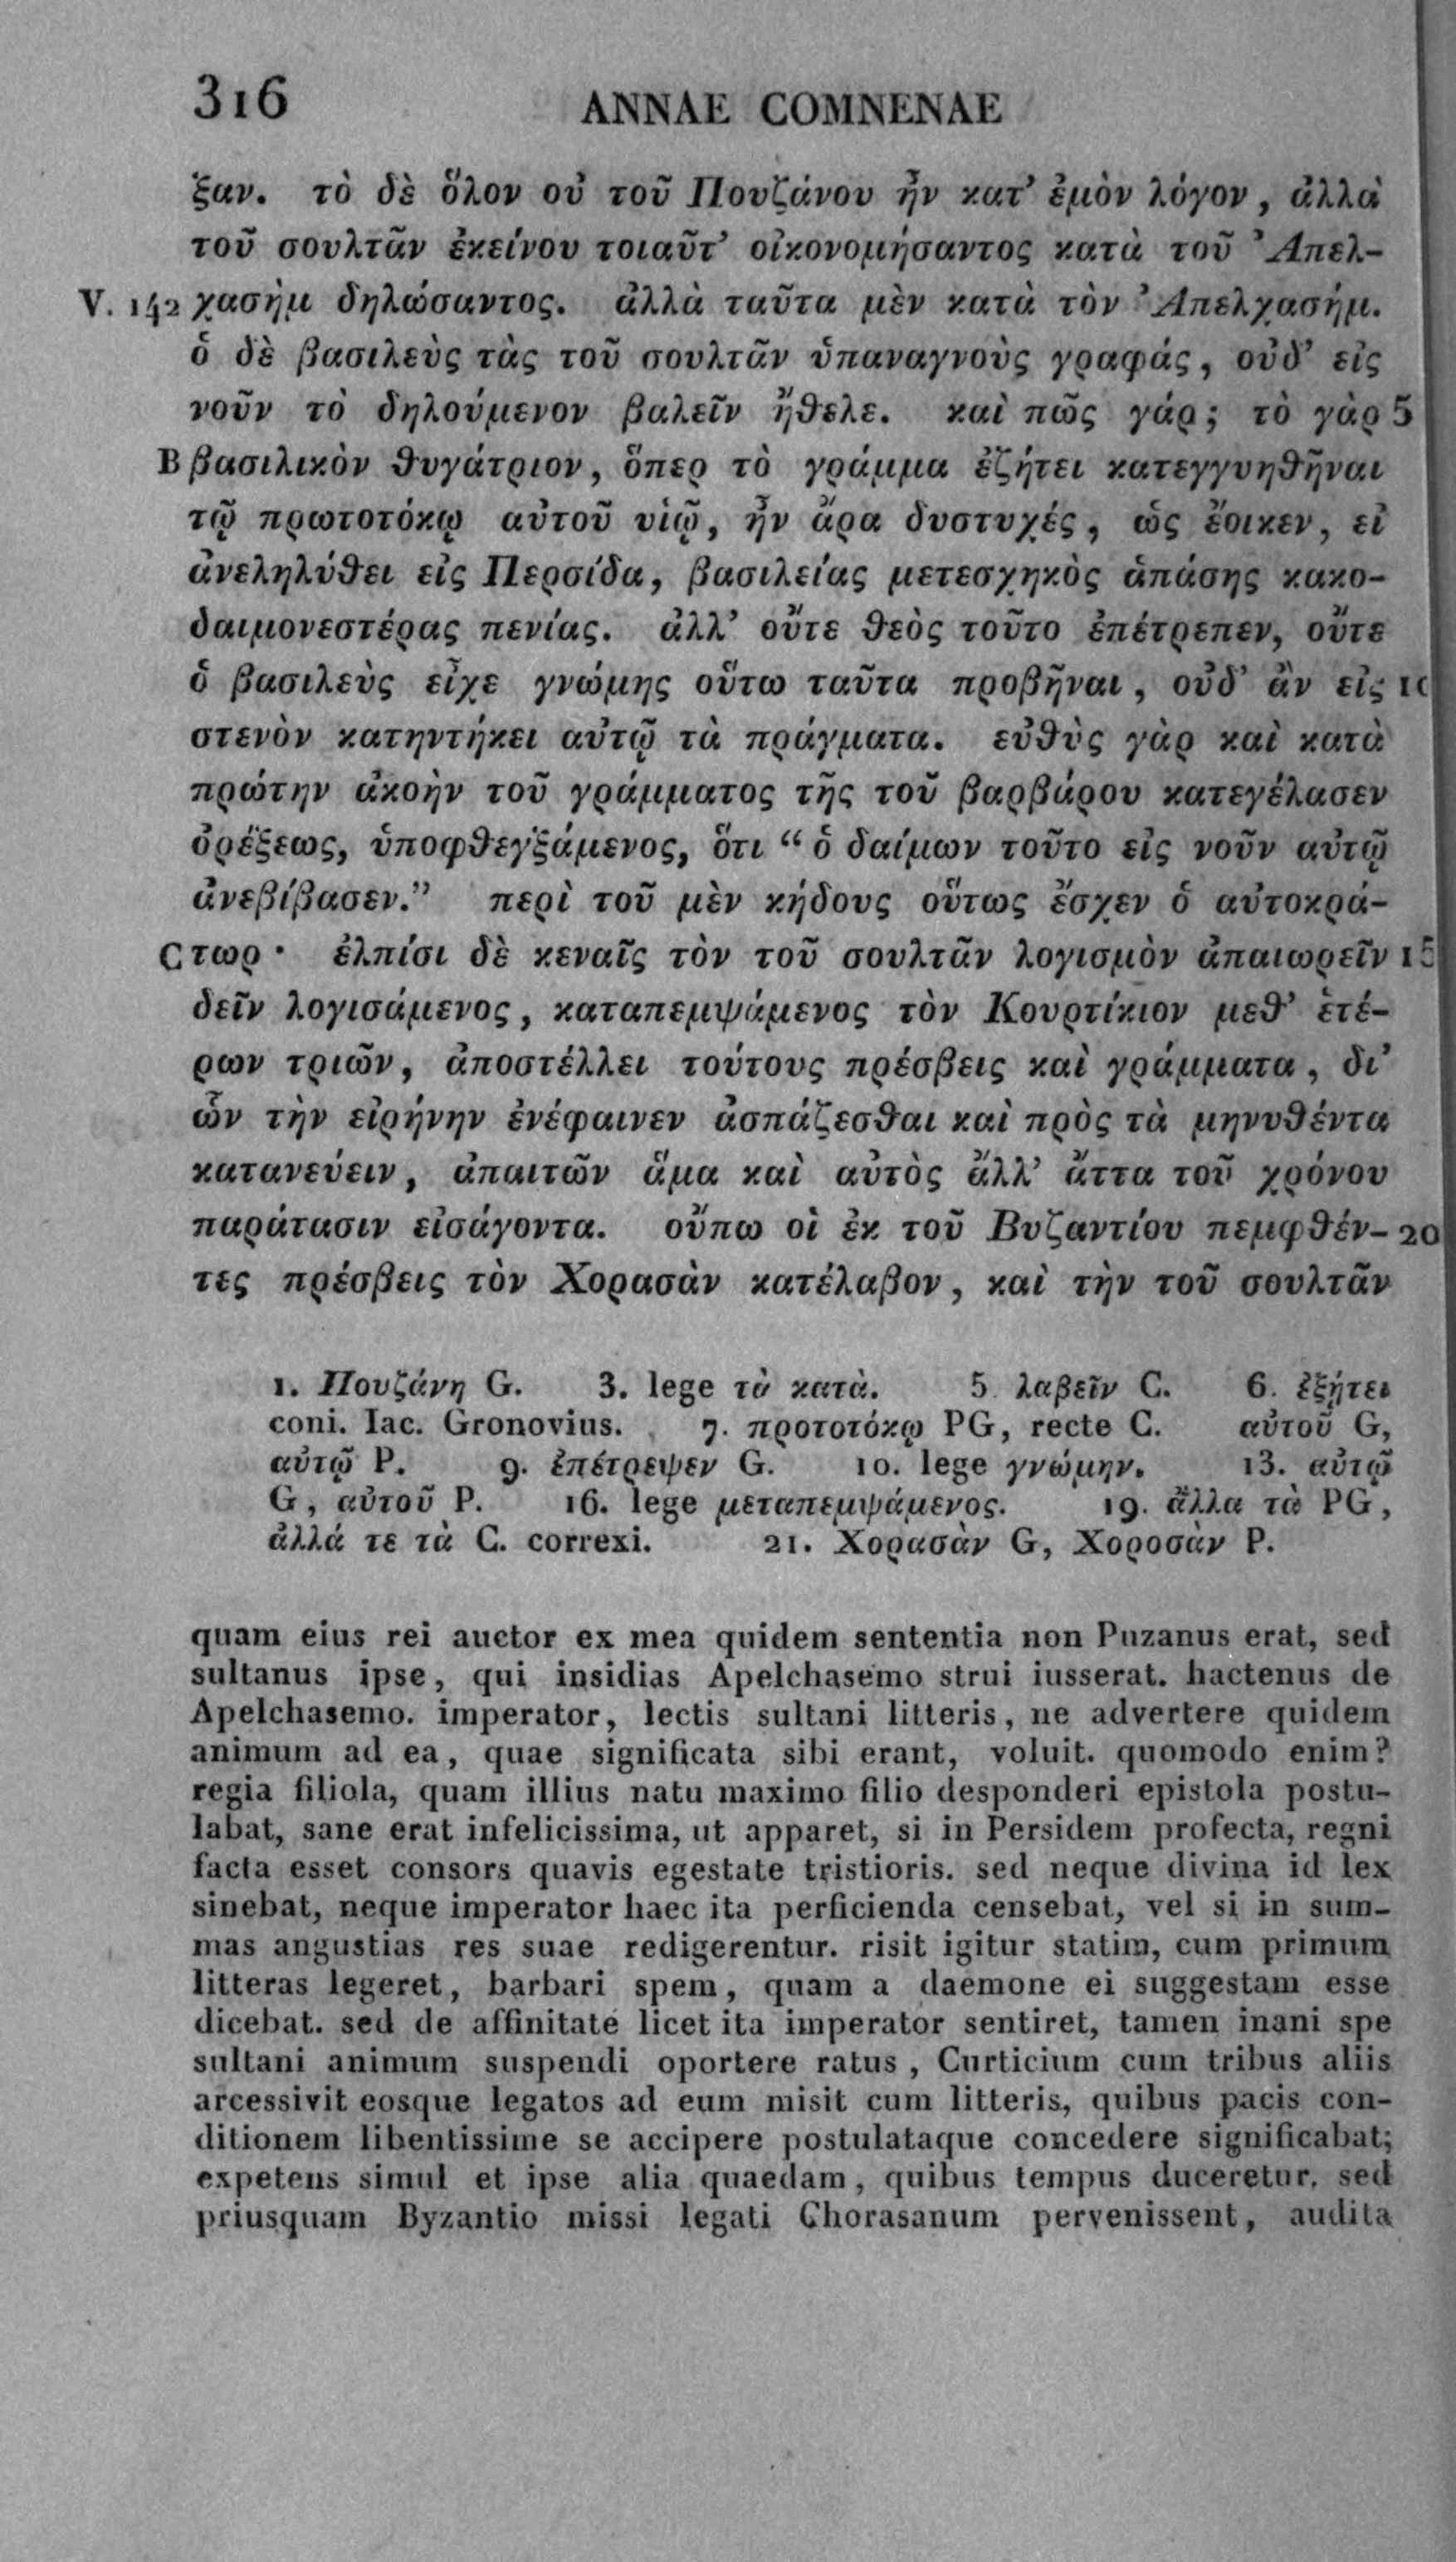 316 ANNAE COMNENAE
ξαν. τὸ δὲ ὅλον οὐ τοῦ Πουζάνου ἦν κατ’ ἐμὸν λόγον, ἀλλὰ
τοῦ σουλτᾶν ἐκείνου τοιαῦτ’ οἰκονομήσαντος κατὰ τοῦ Ἀπελ-
V. 142 χασὴμ δηλώσαντος. ἀλλὰ ταῦτα μὲν κατὰ τὸν Ἀπελχασήμ.
ὁ δὲ βασιλεὺς τὰς τοῦ σουλτᾶν ὑπαναγνοὺς γραφάς, οὐδ’ εἰς
νοῦν τὸ δηλούμενον βαλεῖν ἤθελε. καὶ πῶς γάρ; τὸ γὰρ 5
B βασιλικὸν θυγάτριον, ὅπερ τὸ γράμμα ἐζήτει κατεγγυηθῆναι
τῷ πρωτοτόκῳ αὐτοῦ υἱῷ, ἦν ἄρα δυστυχές, ὡς ἔοικεν, εἰ
ἀνεληλύθει εἰς Περσίδα, βασιλείας μετεσχηκὸς ἁπάσης κακο-
δαιμονεστέρας πενίας. ἀλλ’ οὔτε θεὸς τοῦτο ἐπέτρεπεν, οὔτε
ὁ βασιλεὺς εἶχε γνώμης οὕτω ταῦτα προβῆναι, οὐδ’ ἂν εἰς 10
στενὸν κατηντήκει αὐτῷ τὰ πράγματα. εὐθὺς γὰρ καὶ κατὰ
πρώτην ἀκοὴν τοῦ γράμματος τῆς τοῦ βαρβάρου κατεγέλασεν
ὀρέξεως, ὑποφθεγξάμενος, ὅτι “ὁ δαίμων τοῦτο εἰς νοῦν αὐτῷ
ἀνεβίβασεν.” περὶ τοῦ μὲν κήδους οὕτως ἔσχεν ὁ αὐτοκρά-
C τωρ· ἐλπίσι δὲ κεναῖς τὸν τοῦ σουλτᾶν λογισμὸν ἀπαιωρεῖν 15
δεῖν λογισάμενος, καταπεμψάμενος τὸν Κουρτίκιον μεθ’ ἑτέ-
ρων τριῶν, ἀποστέλλει τούτους πρέσβεις καὶ γράμματα, δι’
ὧν τὴν εἰρήνην ἐνέφαινεν ἀσπάζεσθαι καὶ πρὸς τὰ μηνυθέντα
κατανεύειν, ἀπαιτῶν ἅμα καὶ αὐτὸς ἄλλ’ ἄττα τοῦ χρόνου
παράτασιν εἰσάγοντα. οὔπω οἱ ἐκ τοῦ Βυζαντίου πεμφθέν- 20
τες πρέσβεις τὸν Χορασὰν κατέλαβον, καὶ τὴν τοῦ σουλτᾶν
1. Πουζάνη G. 3. lege τὰ κατὰ. 5 λαβεῖν C. 6. ἐξῄτει
coni. Iac. Gronovius. 7. προτοτόκῳ PG, recte C. αὐτοῦ G,
αὐτῷ P. 9. ἐπέτρεψεν G. 10. lege γνώμην. 13. αὐτῷ
G, αὐτοῦ P. 16. lege μεταπεμψάμενος. 19. ἄλλα τὰ PG,
ἀλλά τε τὰ C. correxi. 21. Χορασὰν G, Χοροσὰν P.
quam eius rei auctor ex mea quidem sententia non Puzanus erat, sed
sultanus ipse, qui insidias Apelchasemo strui iusserat. hactenus de
Apelchasemo. imperator, lectis sultani litteris, ne advertere quidem
animum ad ea, quae significata sibi erant, voluit. quomodo enim?
regia filiola, quam illius natu maximo filio desponderi epistola postu-
labat, sane erat infelicissima, ut apparet, si in Persidem profecta, regni
facta esset consors quavis egestate tristioris. sed neque divina id lex
sinebat, neque imperator haec ita perficienda censebat, vel si in sum-
mas angustias res suae redigerentur. risit igitur statim, cum primum
litteras legeret, barbari spem, quam a daemone ei suggestam esse
dicebat. sed de affinitate licet ita imperator sentiret, tamen inani spe
sultani animum suspendi oportere ratus, Curticium cum tribus aliis
arcessivit eosque legatos ad eum misit cum litteris, quibus pacis con-
ditionem libentissime se accipere postulataque concedere significabat;
expetens simul et ipse alia quaedam, quibus tempus duceretur. sed
priusquam Byzantio missi legati Chorasanum pervenissent, audita